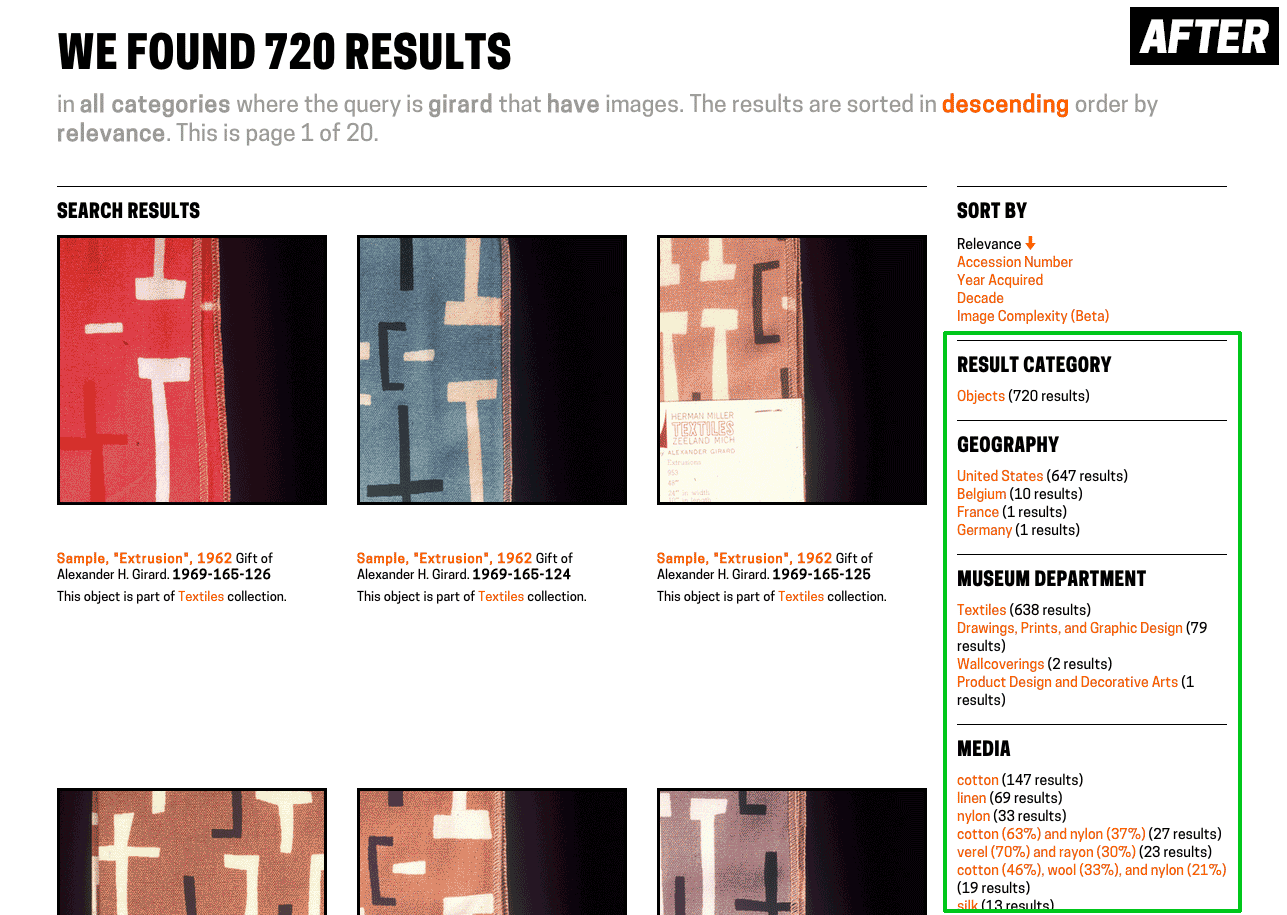 AFTER
WE FOUND 720 RESULTS
in all categories where the query is girard that have images. The results are sorted in descending order by
relevance. This is page 1 of 20.
SEARCH RESULTS
HERMAN MILLER
TEXTILES
ZEELAND MICH
ALEXANDER GIRARD
Extrusions
Sample, "Extrusion", 1962 Gift of
Alexander H. Girard. 1969-165-126
This object is part of Textiles collection.
Sample, "Extrusion", 1962 Gift of
Alexander H. Girard. 1969-165-124
This object is part of Textiles collection.
Sample, "Extrusion", 1962 Gift of
Alexander H. Girard. 1969-165-125
This object is part of Textiles collection.
SORT BY
Relevance
Accession Number
Year Acquired
Decade
Image Complexity (Beta)
RESULT CATEGORY
Objects (720 results)
GEOGRAPHY
United States (647 results)
Belgium (10 results)
France (1 results)
Germany (1 results)
MUSEUM DEPARTMENT
Textiles (638 results)
Drawings, Prints, and Graphic Design (79
results)
Wallcoverings (2 results)
Product Design and Decorative Arts (1
results)
MEDIA
cotton (147 results)
linen (69 results)
nylon (33 results)
cotton (63%) and nylon (37%) (27 results)
verel (70%) and rayon (30%) (23 results)
cotton (46%), wool (33%), and nylon (21%)
(19 results)
silk (13 results)